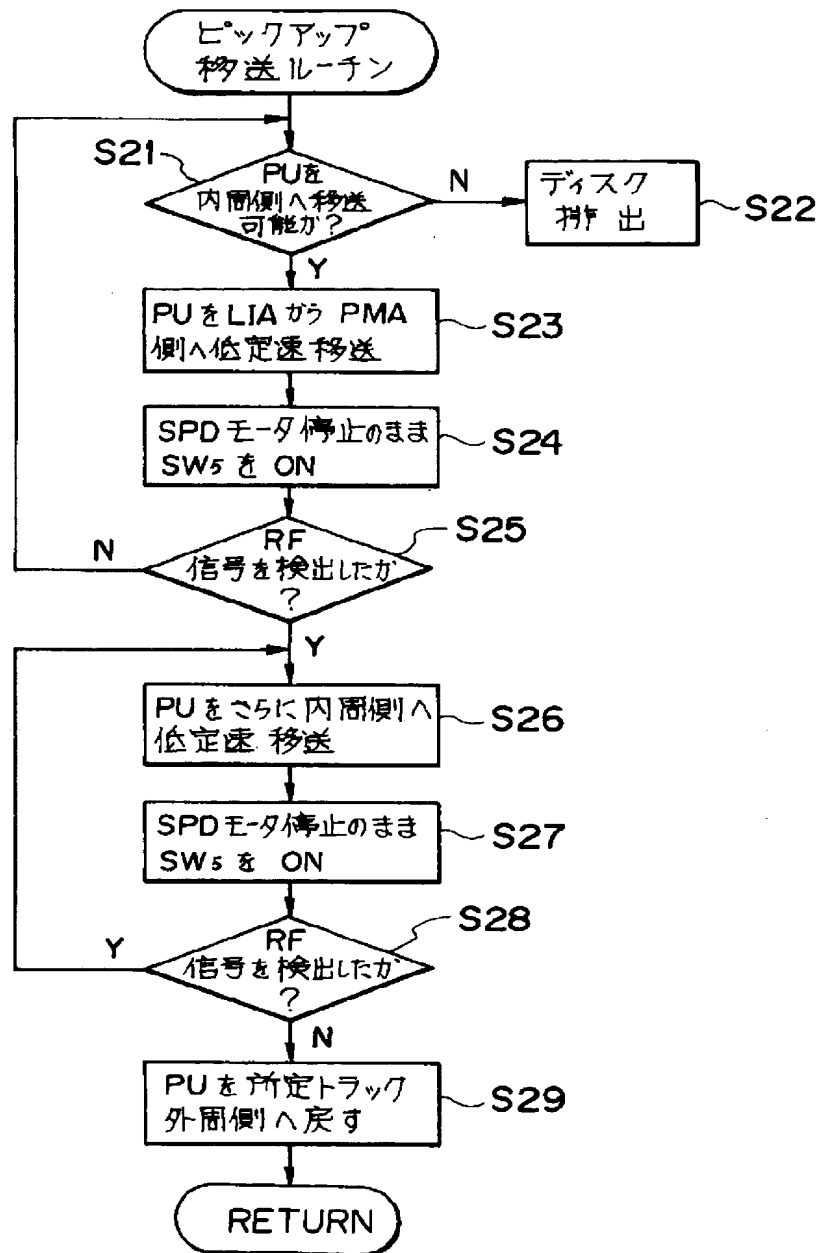 ピックアップ
移送ルーチン
S21
PUを
内周側へ移送
可能か?
N
ディスク
排出
S22
Y
PUをLIAから PMA
側へ低定速移送
S23
SPDモータ停止のまま
SW5を ON
S24
RF
信号を検出したか
?
S25
N
Y
PUをさらに内周側へ
低定速移送
S26
SPDモータ停止のまま
SW5を ON
S27
RF
信号を検出したか
?
S28
Y
N
PUを所定トラック
外周側へ戻す
S29
RETURN